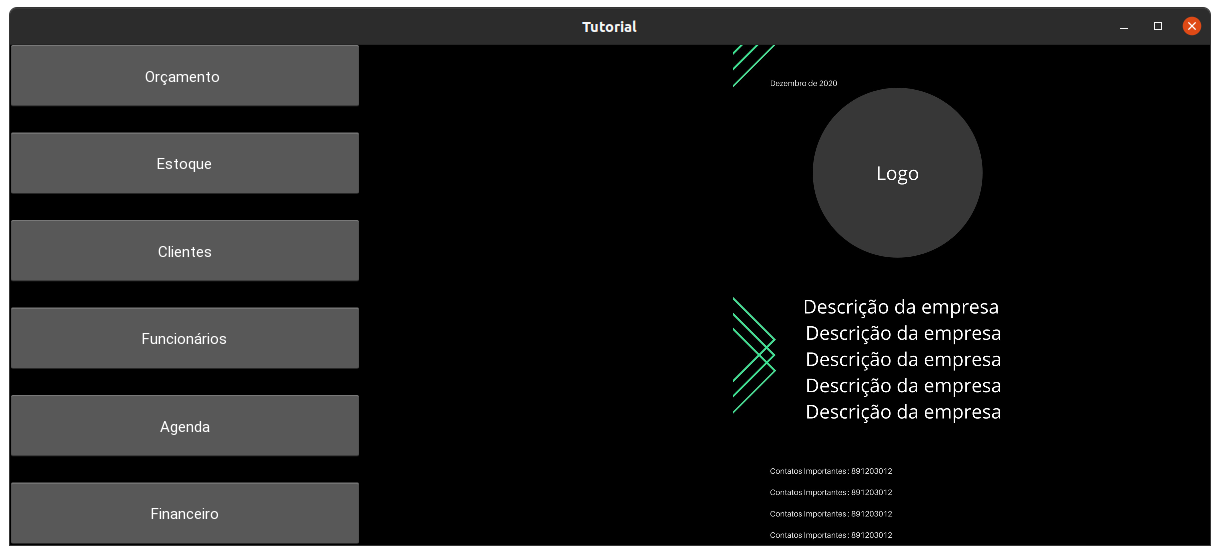 Tutorial
Orçamento
Estoque
Clientes
Funcionários
Agenda
Financeiro
Dezembro de 2020
Logo
Descrição da empresa
Descrição da empresa
Descrição da empresa
Descrição da empresa
Descrição da empresa
Contatos Importantes: 891203012
Contatos Importantes: 891203012
Contatos Importantes: 891203012
Contatos Importantes: 891203012